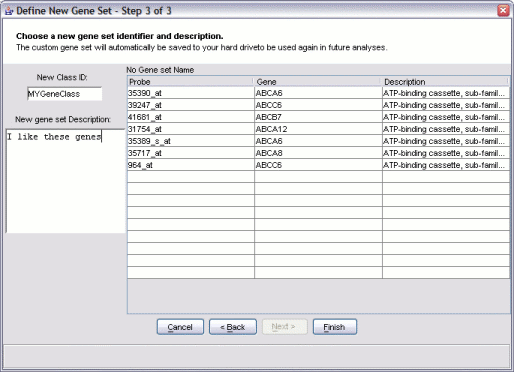 Define New Gene Set - Step 3 of 3
Choose a new gene set identifier and description.
The custom gene set will automatically be saved to your hard driveto be used again in future analyses.
New Class ID:
MYGeneClass
New gene set Description:
I like these genes
No Gene set Name
Probe Gene Description
35390_at ABCA6 ATP-binding cassette, sub-famil...
39247_at ABCC6 ATP-binding cassette, sub-famil...
41681_at ABCB7 ATP-binding cassette, sub-famil...
31754_at ABCA12 ATP-binding cassette, sub-famil...
35389_s_at ABCA6 ATP-binding cassette, sub-famil...
35717_at ABCA8 ATP-binding cassette, sub-famil...
964_at ABCC6 ATP-binding cassette, sub-famil...
Cancel < Back Next > Finish